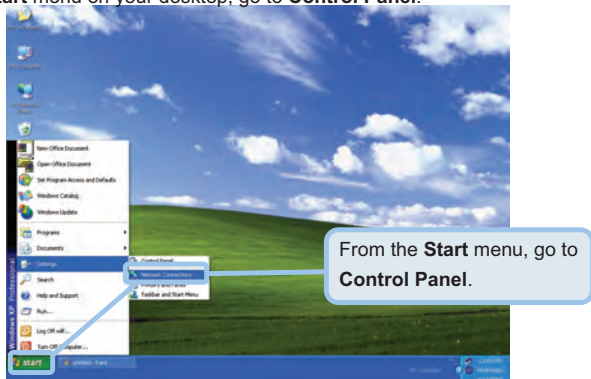 art menu on your desktop, go to Control Panel.
New Office Document
Open Office Document
Set Program Access and Defaults
Windows Catalog
Windows Update
Programs
Documents
Settings
Control Panel
Network Connections
Printers and Faxes
Taskbar and Start Menu
Search
Help and Support
Run...
Log Off
Turn Off Computer...
Windows XP Professional
From the Start menu, go to
Control Panel.
start
untitled - Paint